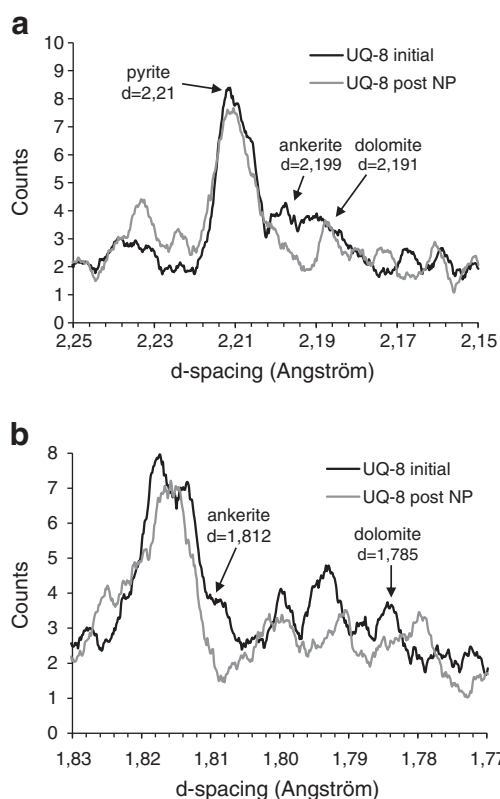 a
10
9
8
7
6
5
4
3
2
1
0
Counts
UQ-8 initial
UQ-8 post NP
pyrite
d=2,21
ankerite
d=2,199
dolomite
d=2,191
2,25 2,23 2,21 2,19 2,17 2,15
d-spacing (Angström)
b
8
7
6
5
4
3
2
1
0
Counts
UQ-8 initial
UQ-8 post NP
ankerite
d=1,812
dolomite
d=1,785
1,83 1,82 1,81 1,80 1,79 1,78 1,77
d-spacing (Angström)